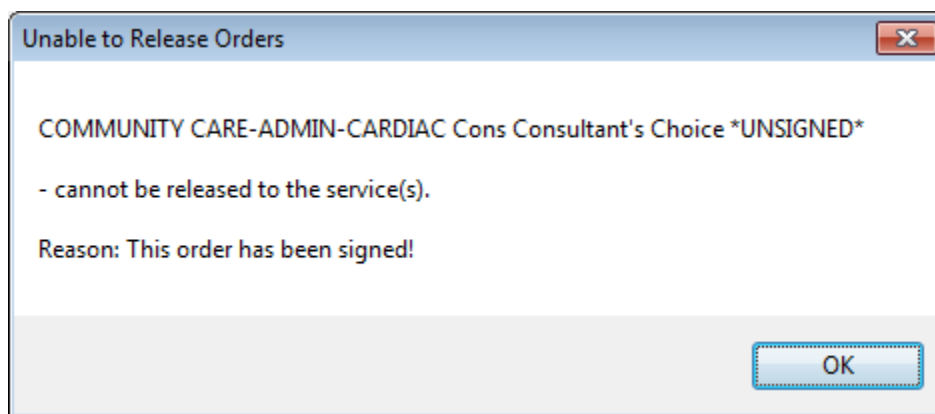 Unable to Release Orders
COMMUNITY CARE-ADMIN-CARDIAC Cons Consultant's Choice *UNSIGNED*
- cannot be released to the service(s).
Reason: This order has been signed!
OK